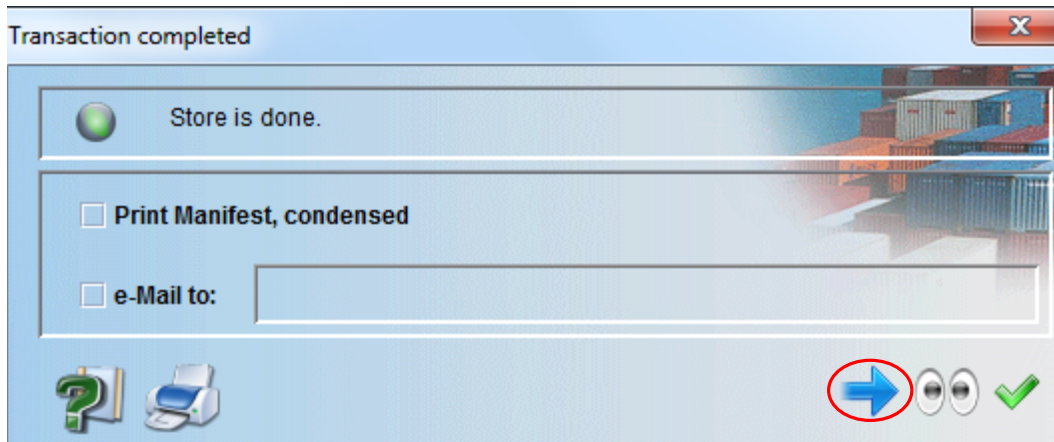 Transaction completed
Store is done.
Print Manifest, condensed
e-Mail to: